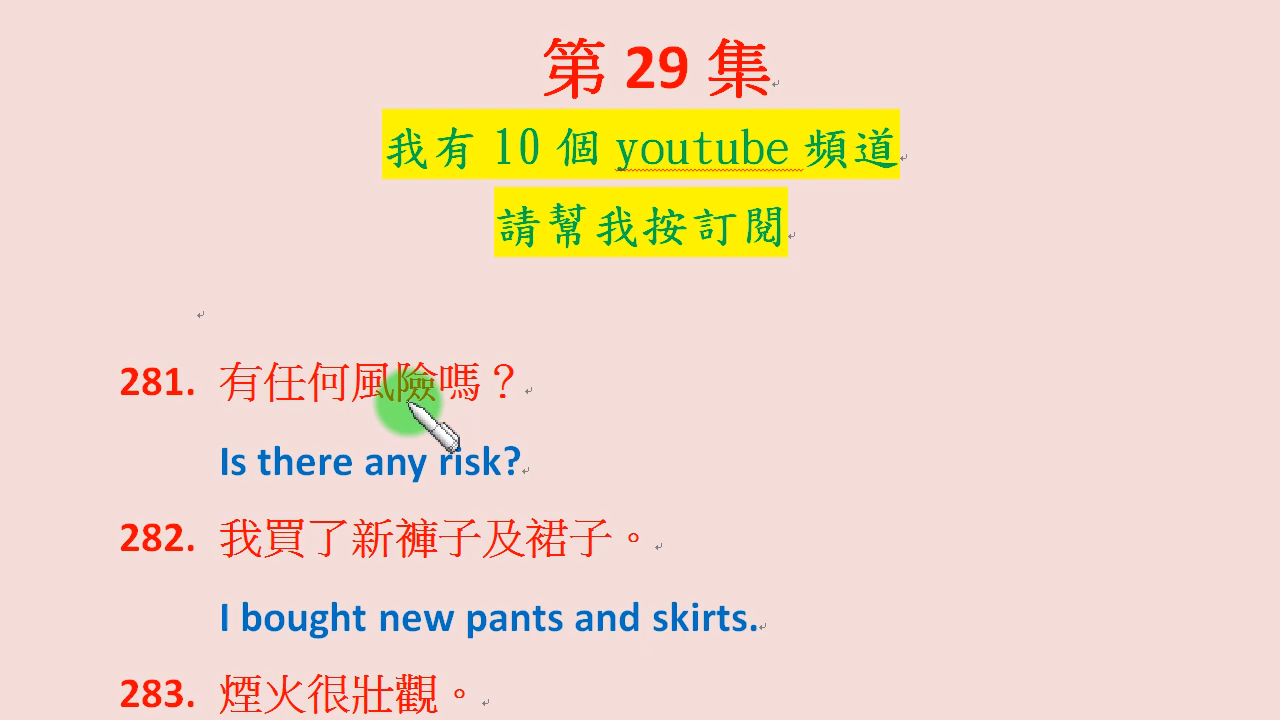 第 29 集
我有 10 個 youtube 頻道
請幫我按訂閱
281. 有任何風險嗎？
Is there any risk?
282. 我買了新褲子及裙子。
I bought new pants and skirts.
283. 煙火很壯觀。